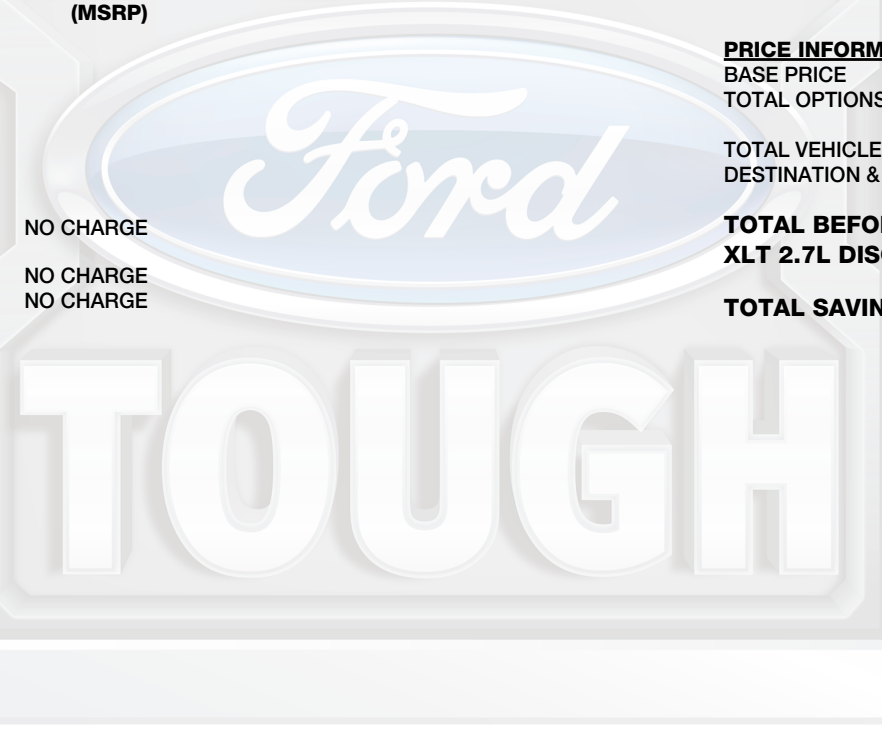 (MSRP)
NO CHARGE
NO CHARGE
NO CHARGE
PRICE INFORM
BASE PRICE
TOTAL OPTIONS
TOTAL VEHICLE
DESTINATION &
TOTAL BEFO
XLT 2.7L DIS
TOTAL SAVIN
Ford
TOUGH